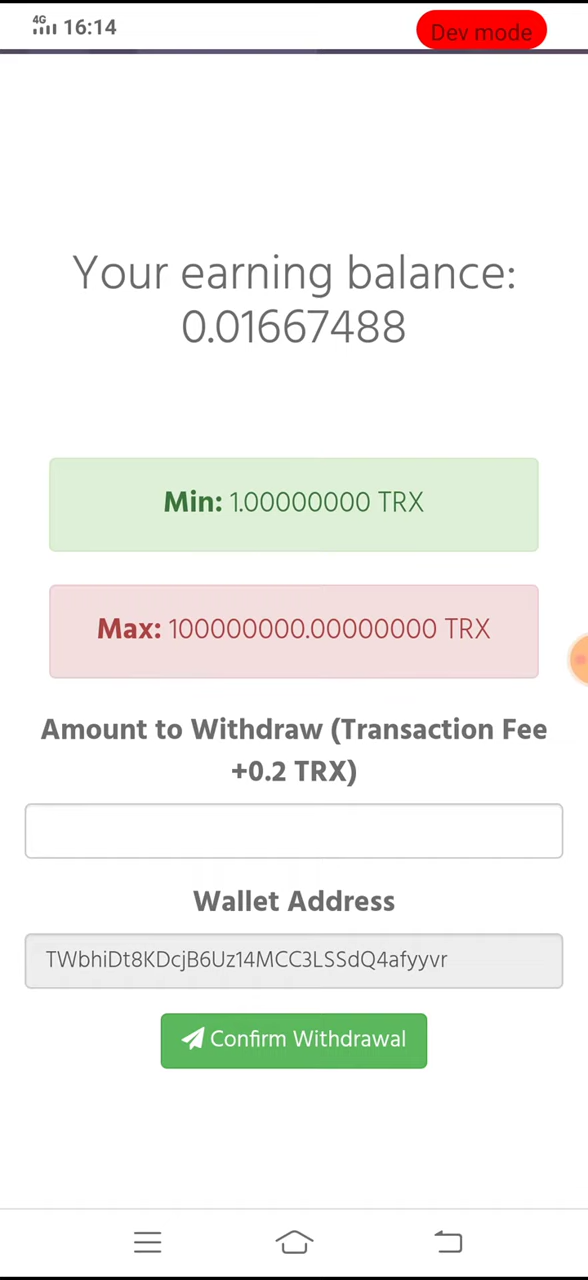 4G 16:14
Dev mode
Your earning balance:
0.01667488
Min: 1.00000000 TRX
Max: 100000000.00000000 TRX
Amount to Withdraw (Transaction Fee
+0.2 TRX)
Wallet Address
TWbhiDt8KDcjB6Uz14MCC3LSSdQ4afyyvr
Confirm Withdrawal